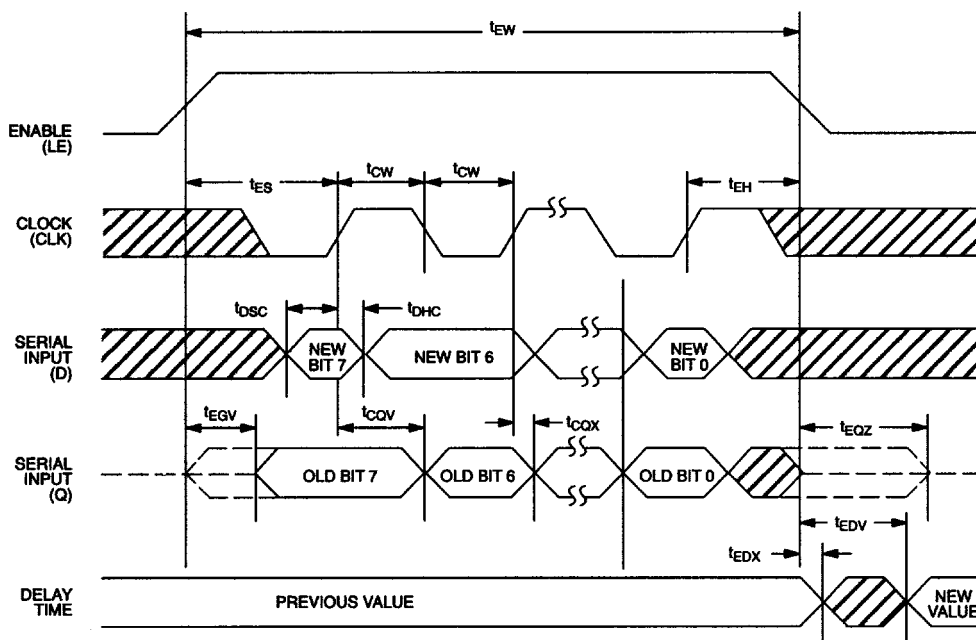 tEW
ENABLE
(LE)
tES
tCW
tCW
tEH
CLOCK
(CLK)
tDSC
tDHC
SERIAL
INPUT
(D)
NEW
BIT 7
NEW BIT 6
NEW
BIT 0
tEGV
tCQV
tCQX
tEQZ
SERIAL
INPUT
(Q)
OLD BIT 7
OLD BIT 6
OLD BIT 0
tEDV
tEDX
DELAY
TIME
PREVIOUS VALUE
NEW
VALUE